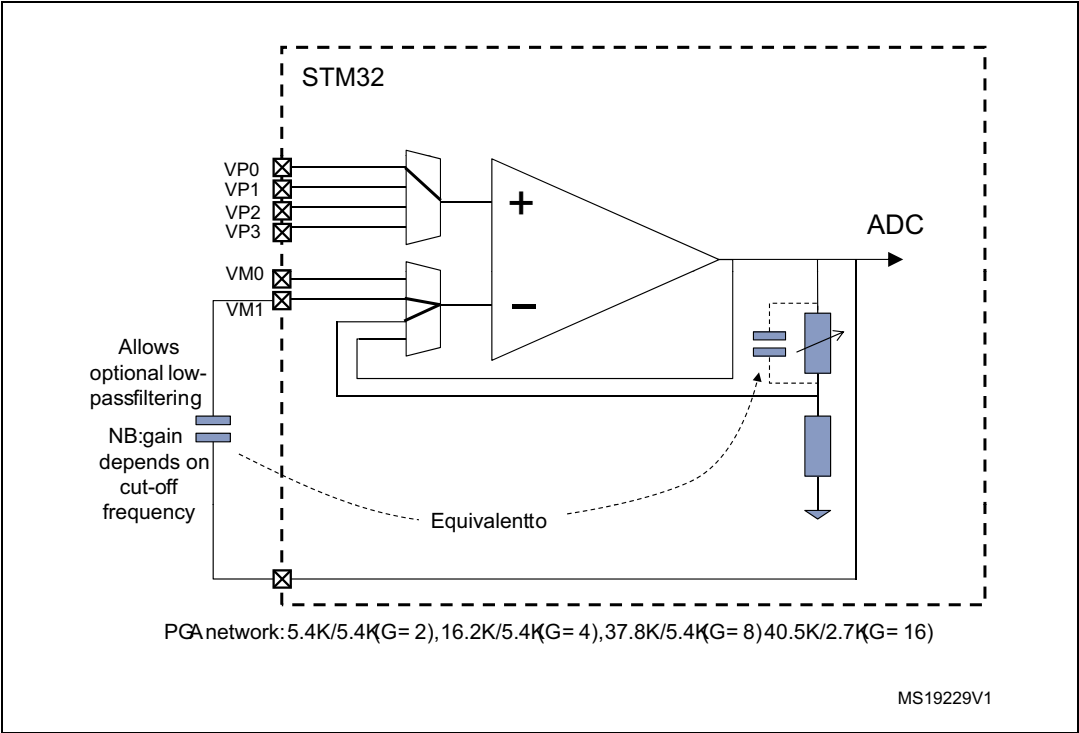 STM32
VP0
VP1
VP2
VP3
VM0
VM1
+
−
ADC
Allows
optional low-
passfiltering
NB:gain
depends on
cut-off
frequency
Equivalentto
PGA network: 5.4K/5.4K(G= 2),16.2K/5.4K(G= 4),37.8K/5.4K(G= 8) 40.5K/2.7K(G= 16)
MS19229V1